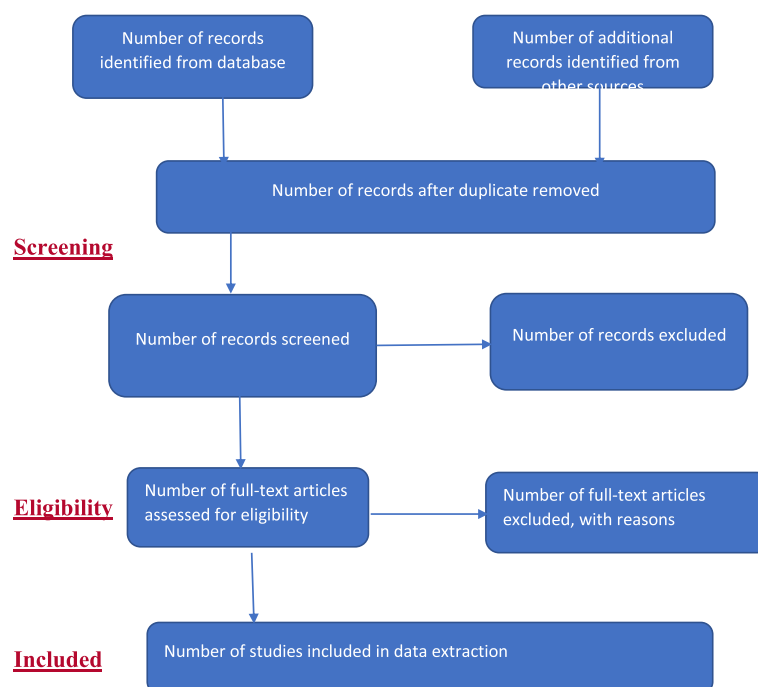 Number of records
identified from database
Number of additional
records identified from
other sources
Number of records after duplicate removed
Screening
Number of records screened
Number of records excluded
Eligibility
Number of full-text articles
assessed for eligibility
Number of full-text articles
excluded, with reasons
Included
Number of studies included in data extraction